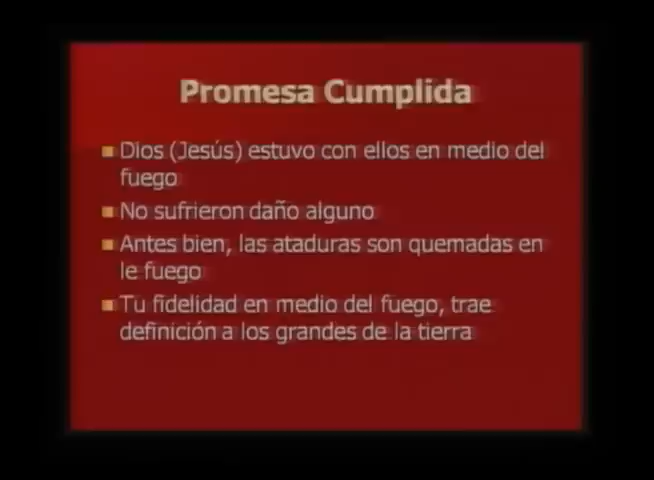 Promesa Cumplida
Dios (Jesús) estuvo con ellos en medio del
fuego
No sufrieron daño alguno
Antes bien, las ataduras son quemadas en
le fuego
Tu fidelidad en medio del fuego, trae
definición a los grandes de la tierra